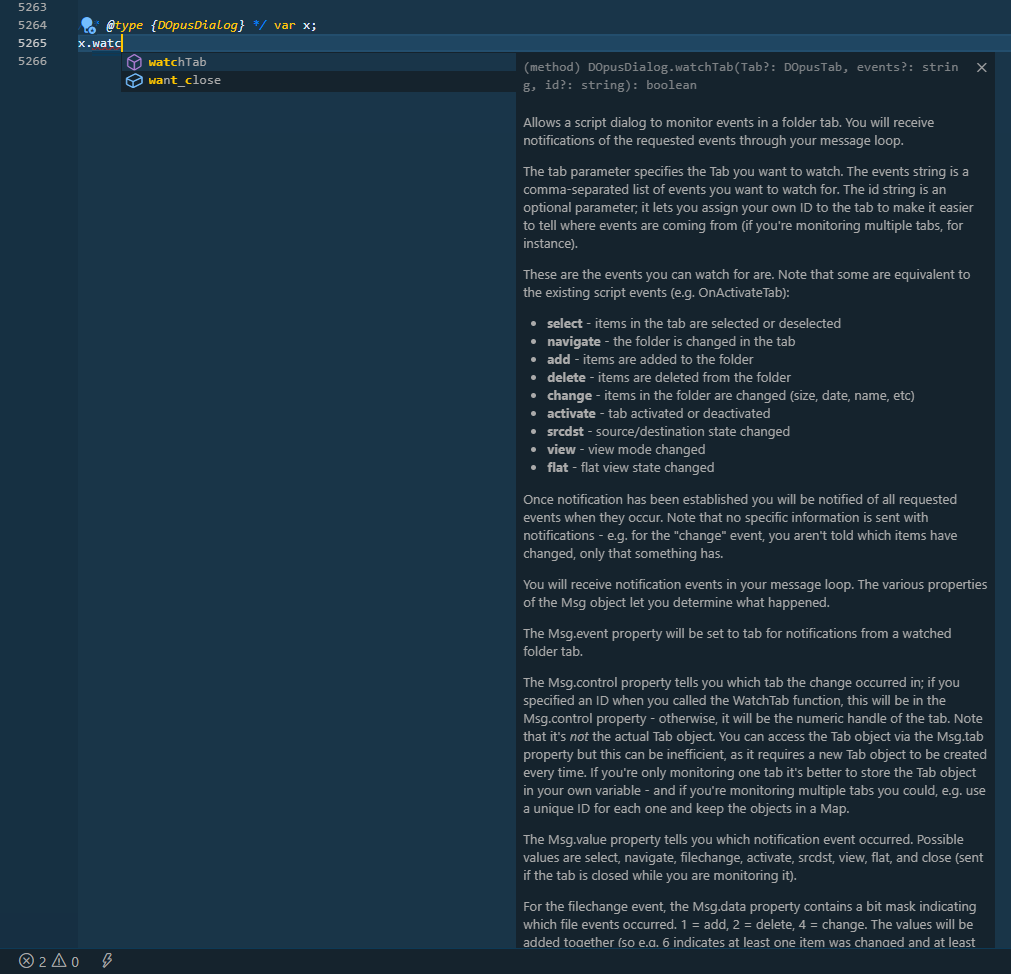 5263
5264 @type {DOpusDialog} */ var x;
5265 x.watc
5266
watchTab
want_close
(method) DOpusDialog.watchTab(Tab?: DOpusTab, events?: strin
g, id?: string): boolean
Allows a script dialog to monitor events in a folder tab. You will receive
notifications of the requested events through your message loop.
The tab parameter specifies the Tab you want to watch. The events string is a
comma-separated list of events you want to watch for. The id string is an
optional parameter; it lets you assign your own ID to the tab to make it easier
to tell where events are coming from (if you're monitoring multiple tabs, for
instance).
These are the events you can watch for are. Note that some are equivalent to
the existing script events (e.g. OnActivateTab):
• select - items in the tab are selected or deselected
• navigate - the folder is changed in the tab
• add - items are added to the folder
• delete - items are deleted from the folder
• change - items in the folder are changed (size, date, name, etc)
• activate - tab activated or deactivated
• srcdst - source/destination state changed
• view - view mode changed
• flat - flat view state changed
Once notification has been established you will be notified of all requested
events when they occur. Note that no specific information is sent with
notifications - e.g. for the "change" event, you aren't told which items have
changed, only that something has.
You will receive notification events in your message loop. The various properties
of the Msg object let you determine what happened.
The Msg.event property will be set to tab for notifications from a watched
folder tab.
The Msg.control property tells you which tab the change occurred in; if you
specified an ID when you called the WatchTab function, this will be in the
Msg.control property - otherwise, it will be the numeric handle of the tab. Note
that it's not the actual Tab object. You can access the Tab object via the Msg.tab
property but this can be inefficient, as it requires a new Tab object to be created
every time. If you're only monitoring one tab it's better to store the Tab object
in your own variable - and if you're monitoring multiple tabs you could, e.g. use
a unique ID for each one and keep the objects in a Map.
The Msg.value property tells you which notification event occurred. Possible
values are select, navigate, filechange, activate, srcdst, view, flat, and close (sent
if the tab is closed while you are monitoring it).
For the filechange event, the Msg.data property contains a bit mask indicating
which file events occurred. 1 = add, 2 = delete, 4 = change. The values will be
added together (so e.g. 6 indicates at least one item was changed and at least
2 0